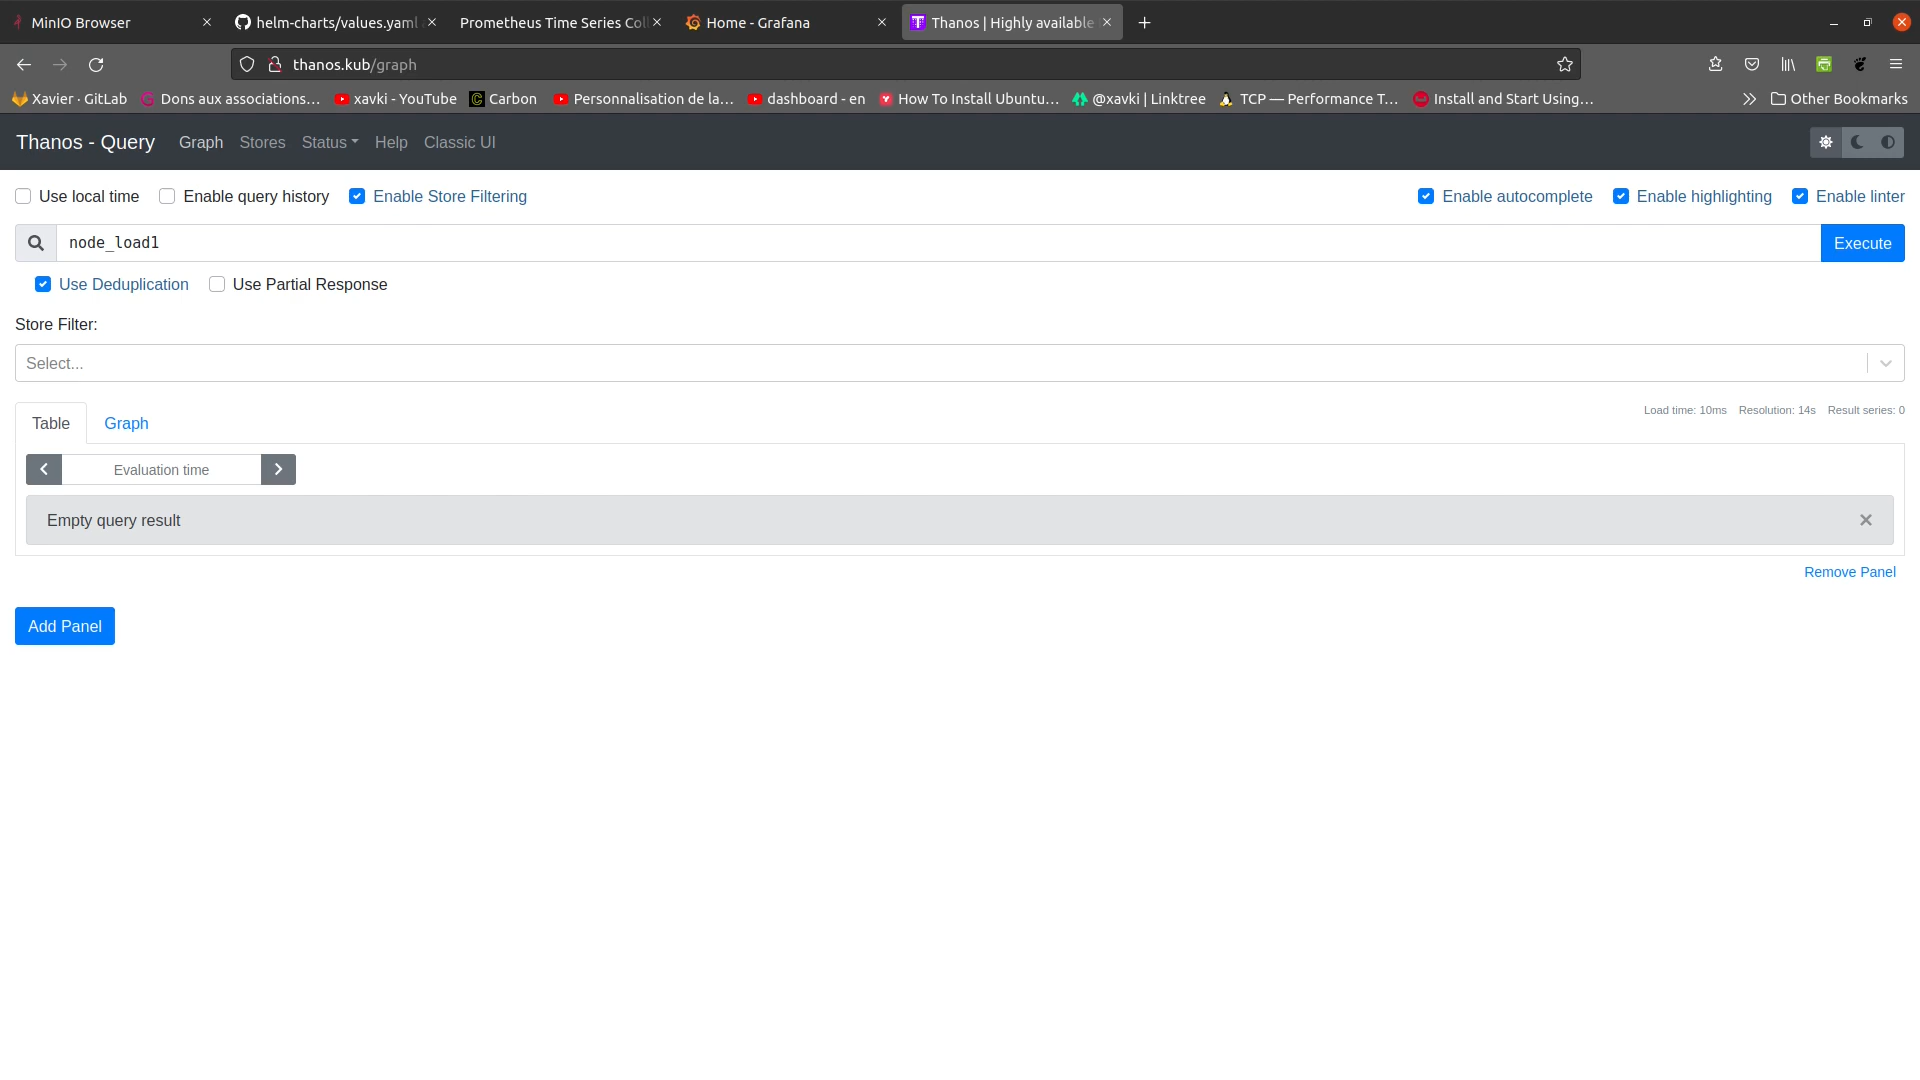 MinIO Browser
helm-charts/values.yaml
Prometheus Time Series Col
Home - Grafana
Thanos | Highly available
thanos.kub/graph
Xavier · GitLab
Dons aux associations…
xavki - YouTube
Carbon
Personnalisation de la…
dashboard - en
How To Install Ubuntu…
@xavki | Linktree
TCP — Performance T…
Install and Start Using…
Other Bookmarks
Thanos - Query
Graph
Stores
Status
Help
Classic UI
Use local time
Enable query history
Enable Store Filtering
Enable autocomplete
Enable highlighting
Enable linter
node_load1
Execute
Use Deduplication
Use Partial Response
Store Filter:
Select...
Table
Graph
Load time: 10ms
Resolution: 14s
Result series: 0
Evaluation time
Empty query result
Remove Panel
Add Panel